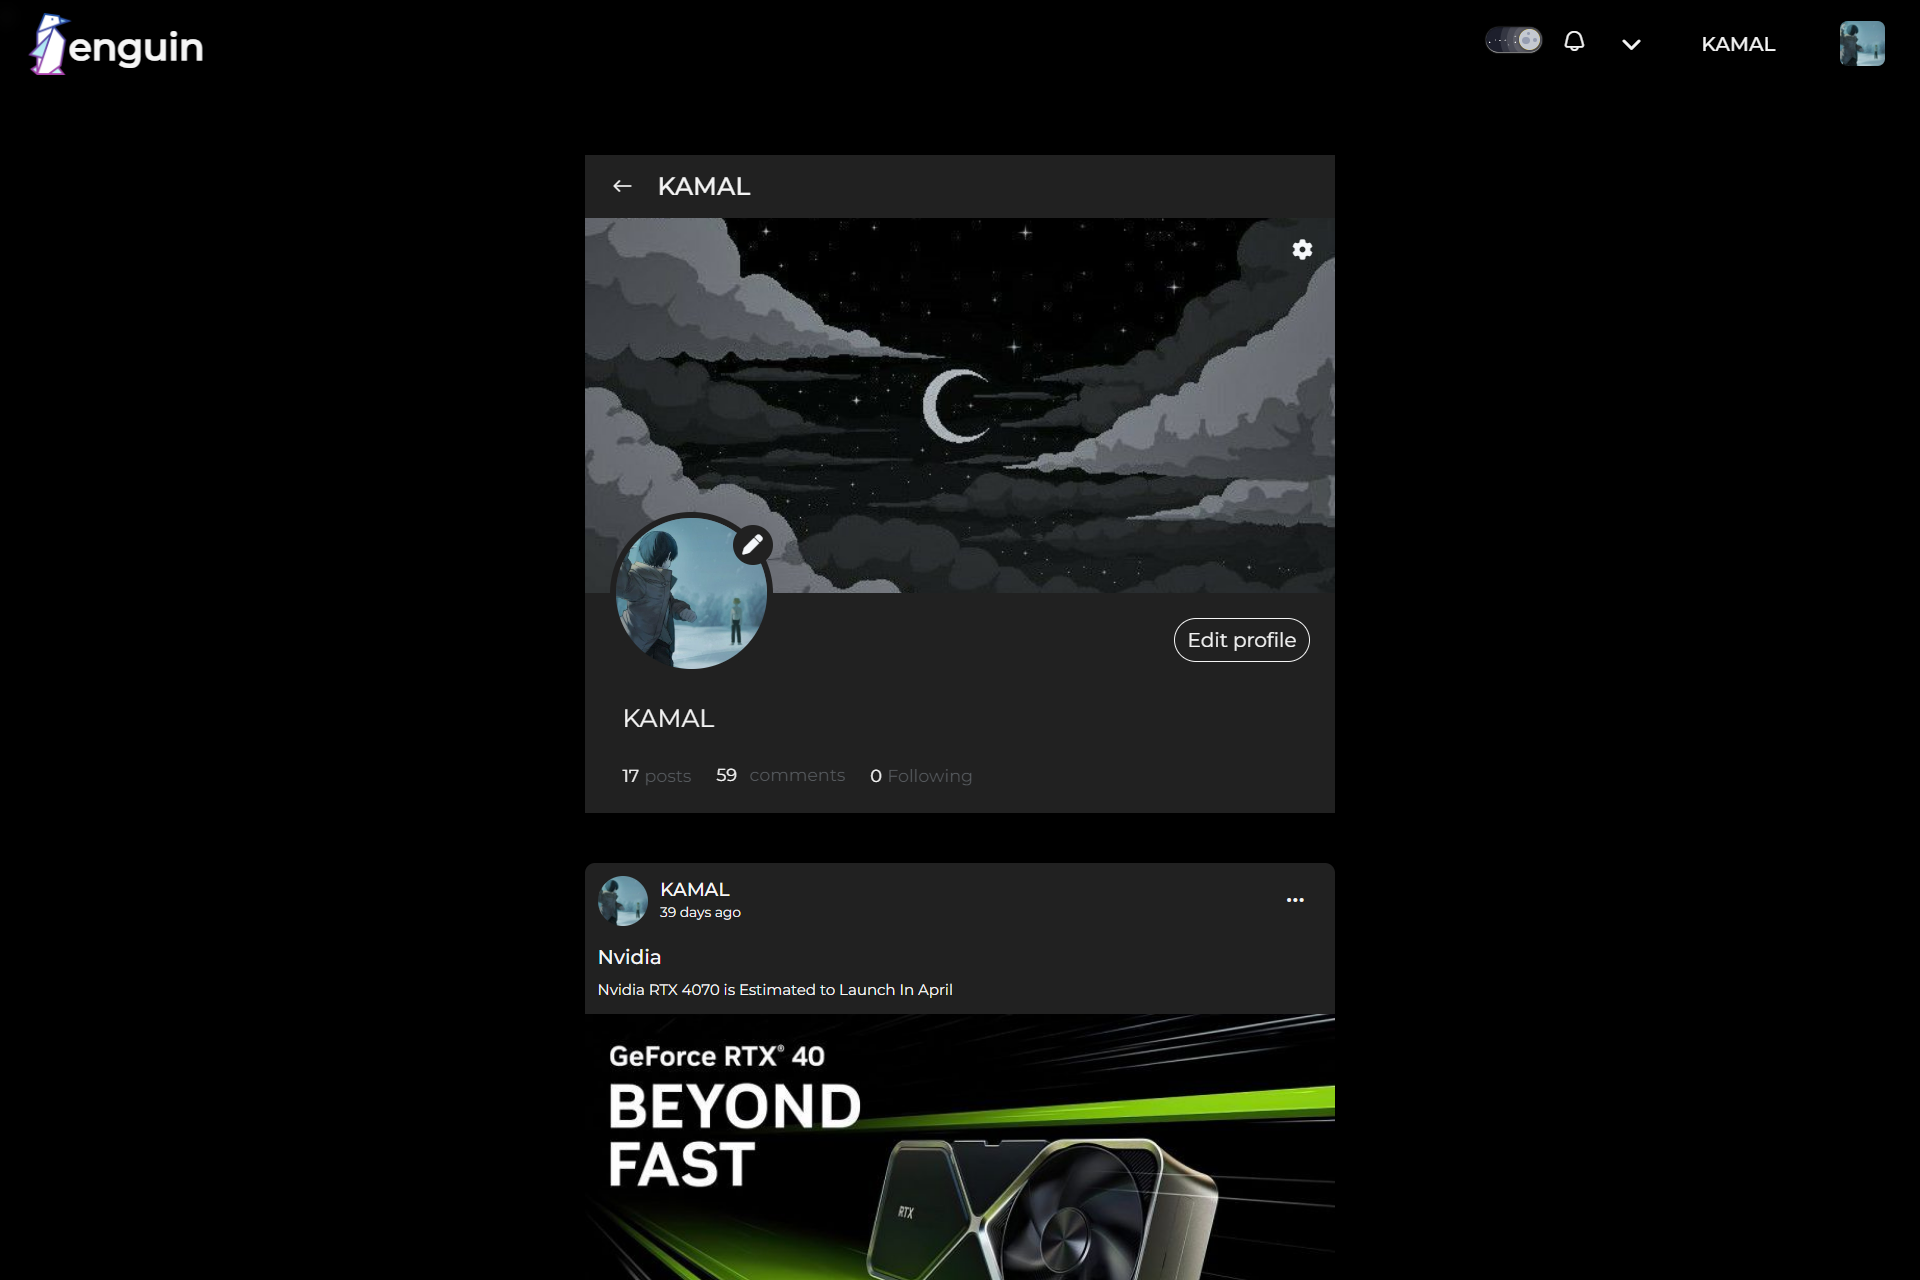 enguin
KAMAL
KAMAL
Edit profile
KAMAL
17 posts 59 comments 0 Following
KAMAL
39 days ago
Nvidia
Nvidia RTX 4070 is Estimated to Launch In April
GeForce RTX® 40
BEYOND
FAST
RTX